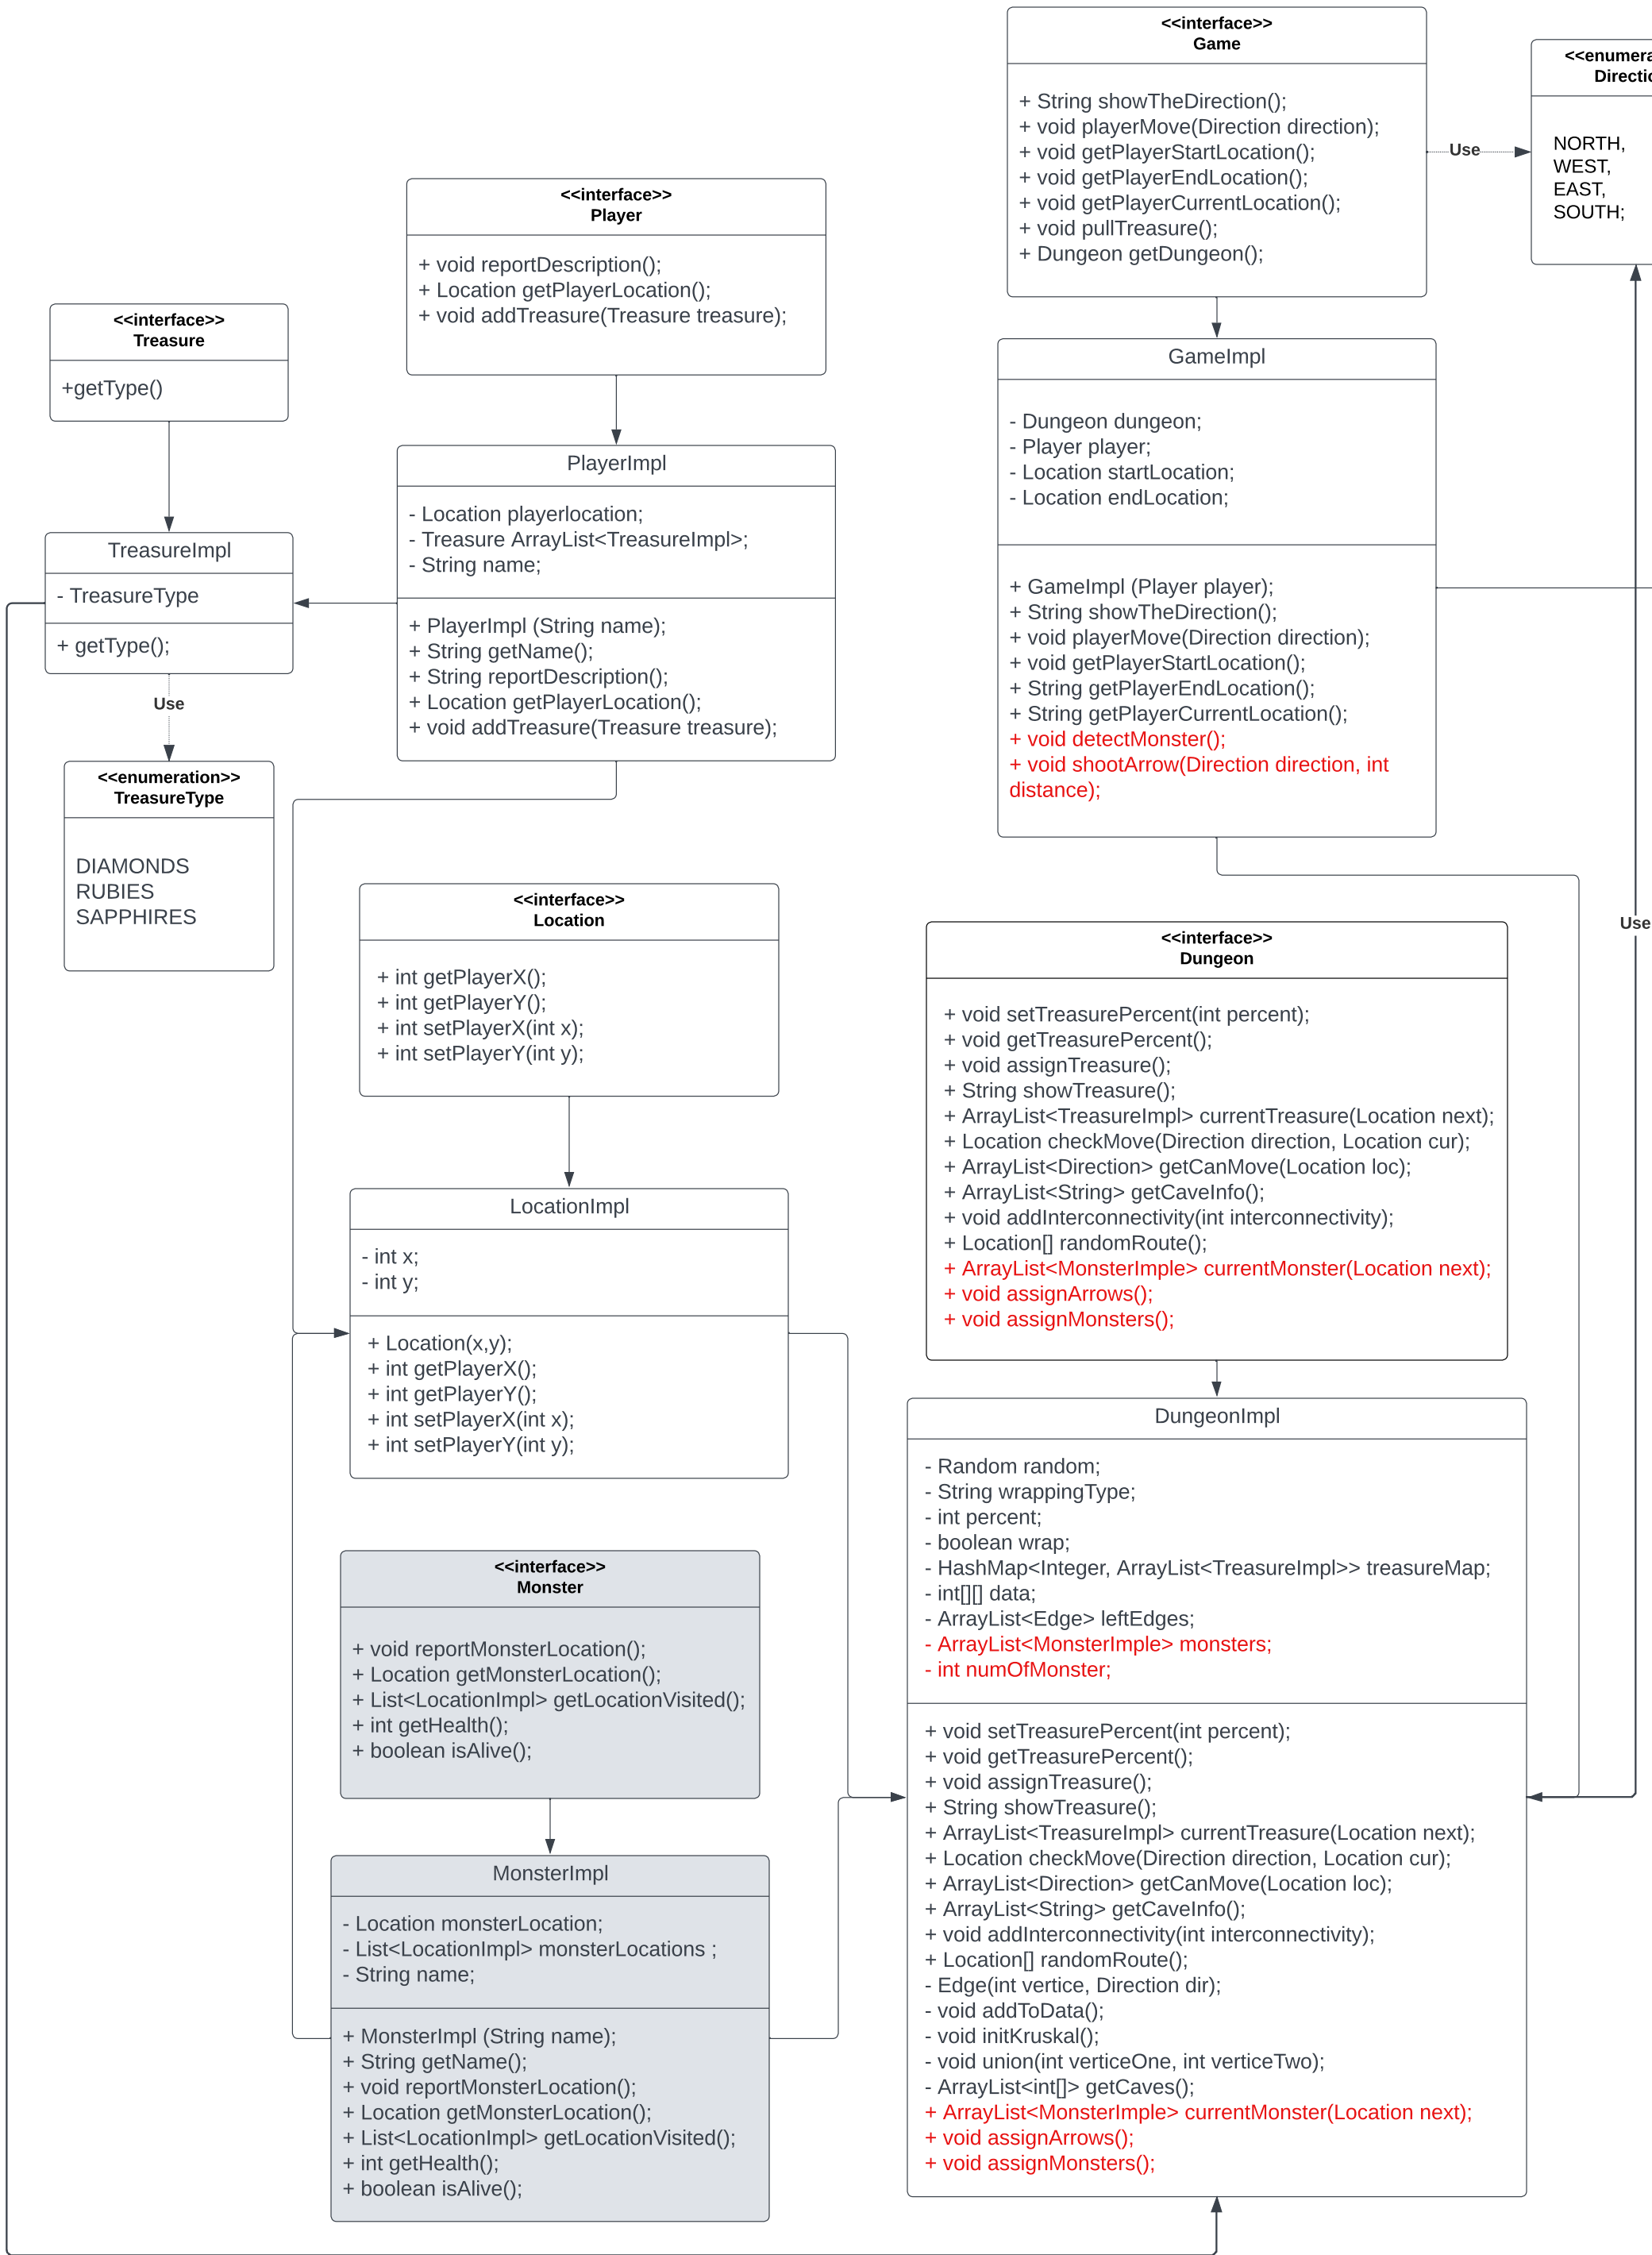 <<interface>>
Game
+ String showTheDirection();
+ void playerMove(Direction direction);
+ void getPlayerStartLocation();
+ void getPlayerEndLocation();
+ void getPlayerCurrentLocation();
+ void pullTreasure();
+ Dungeon getDungeon();
Use
<<enumera
Directio
NORTH,
WEST,
EAST,
SOUTH;
<<interface>>
Player
+ void reportDescription();
+ Location getPlayerLocation();
+ void addTreasure(Treasure treasure);
<<interface>>
Treasure
+getType()
GameImpl
- Dungeon dungeon;
- Player player;
- Location startLocation;
- Location endLocation;
+ GameImpl (Player player);
+ String showTheDirection();
+ void playerMove(Direction direction);
+ void getPlayerStartLocation();
+ String getPlayerEndLocation();
+ String getPlayerCurrentLocation();
+ void detectMonster();
+ void shootArrow(Direction direction, int
distance);
PlayerImpl
- Location playerlocation;
- Treasure ArrayList<TreasureImpl>;
- String name;
+ PlayerImpl (String name);
+ String getName();
+ String reportDescription();
+ Location getPlayerLocation();
+ void addTreasure(Treasure treasure);
TreasureImpl
- TreasureType
+ getType();
Use
<<enumeration>>
TreasureType
DIAMONDS
RUBIES
SAPPHIRES
<<interface>>
Location
+ int getPlayerX();
+ int getPlayerY();
+ int setPlayerX(int x);
+ int setPlayerY(int y);
Use
<<interface>>
Dungeon
+ void setTreasurePercent(int percent);
+ void getTreasurePercent();
+ void assignTreasure();
+ String showTreasure();
+ ArrayList<TreasureImpl> currentTreasure(Location next);
+ Location checkMove(Direction direction, Location cur);
+ ArrayList<Direction> getCanMove(Location loc);
+ ArrayList<String> getCaveInfo();
+ void addInterconnectivity(int interconnectivity);
+ Location[] randomRoute();
+ ArrayList<MonsterImple> currentMonster(Location next);
+ void assignArrows();
+ void assignMonsters();
LocationImpl
- int x;
- int y;
+ Location(x,y);
+ int getPlayerX();
+ int getPlayerY();
+ int setPlayerX(int x);
+ int setPlayerY(int y);
DungeonImpl
- Random random;
- String wrappingType;
- int percent;
- boolean wrap;
- HashMap<Integer, ArrayList<TreasureImpl>> treasureMap;
- int[][] data;
- ArrayList<Edge> leftEdges;
- ArrayList<MonsterImple> monsters;
- int numOfMonster;
+ void setTreasurePercent(int percent);
+ void getTreasurePercent();
+ void assignTreasure();
+ String showTreasure();
+ ArrayList<TreasureImpl> currentTreasure(Location next);
+ Location checkMove(Direction direction, Location cur);
+ ArrayList<Direction> getCanMove(Location loc);
+ ArrayList<String> getCaveInfo();
+ void addInterconnectivity(int interconnectivity);
+ Location[] randomRoute();
- Edge(int vertice, Direction dir);
- void addToData();
- void initKruskal();
- void union(int verticeOne, int verticeTwo);
- ArrayList<int[]> getCaves();
+ ArrayList<MonsterImple> currentMonster(Location next);
+ void assignArrows();
+ void assignMonsters();
<<interface>>
Monster
+ void reportMonsterLocation();
+ Location getMonsterLocation();
+ List<LocationImpl> getLocationVisited();
+ int getHealth();
+ boolean isAlive();
MonsterImpl
- Location monsterLocation;
- List<LocationImpl> monsterLocations ;
- String name;
+ MonsterImpl (String name);
+ String getName();
+ void reportMonsterLocation();
+ Location getMonsterLocation();
+ List<LocationImpl> getLocationVisited();
+ int getHealth();
+ boolean isAlive();